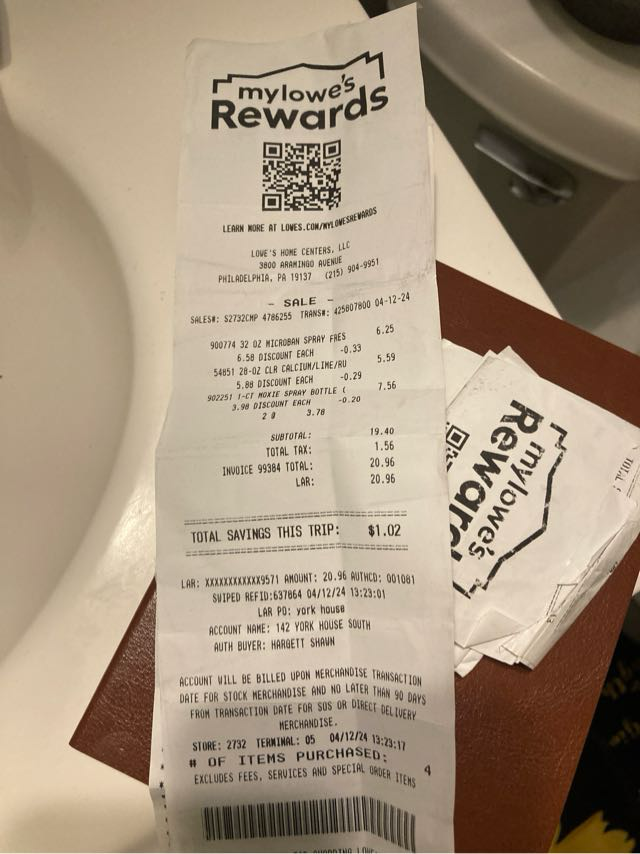 mylowe's
Rewards
LEARN MORE AT LOWES.COM/MYLOWESREWARDS
LOWE'S HOME CENTERS, LLC
3800 ARAMINGO AVENUE
PHILADELPHIA, PA 19137 (215) 904-9951
- SALE -
SALES#: S2732CMP 4786255 TRANS#: 425807800 04-12-24
900774 32 OZ MICROBAN SPRAY FRES 6.25
6.58 DISCOUNT EACH -0.33
54851 28-OZ CLR CALCIUM/LIME/RU 5.59
5.88 DISCOUNT EACH -0.29
902251 1-CT MOXIE SPRAY BOTTLE ( 7.56
3.98 DISCOUNT EACH -0.20
2 @ 3.78
SUBTOTAL: 19.40
TOTAL TAX: 1.56
INVOICE 99384 TOTAL: 20.96
LAR: 20.96
TOTAL SAVINGS THIS TRIP: $1.02
LAR: XXXXXXXXXXXX9571 AMOUNT: 20.96 AUTHCD: 001081
SWIPED REFID:637864 04/12/24 13:23:01
LAR PO: york house
ACCOUNT NAME: 142 YORK HOUSE SOUTH
AUTH BUYER: HARGETT SHAWN
ACCOUNT WILL BE BILLED UPON MERCHANDISE TRANSACTION
DATE FOR STOCK MERCHANDISE AND NO LATER THAN 90 DAYS
FROM TRANSACTION DATE FOR SOS OR DIRECT DELIVERY
MERCHANDISE.
STORE: 2732 TERMINAL: 05 04/12/24 13:23:17
# OF ITEMS PURCHASED: 4
EXCLUDES FEES, SERVICES AND SPECIAL ORDER ITEMS
mylowe's
Reward
TOTAL